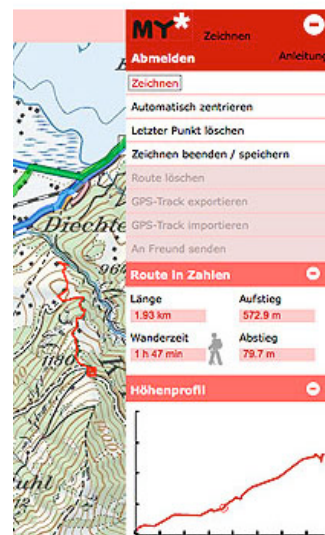 MY* Zeichnen
Abmelden Anleitung
Zeichnen
Automatisch zentrieren
Letzter Punkt löschen
Zeichnen beenden / speichern
Route löschen
GPS-Track exportieren
GPS-Track importieren
An Freund senden
Route in Zahlen
Länge Aufstieg
1.93 km 572.9 m
Wanderzeit Abstieg
1 h 47 min 79.7 m
Höhenprofil
Diechte
1180